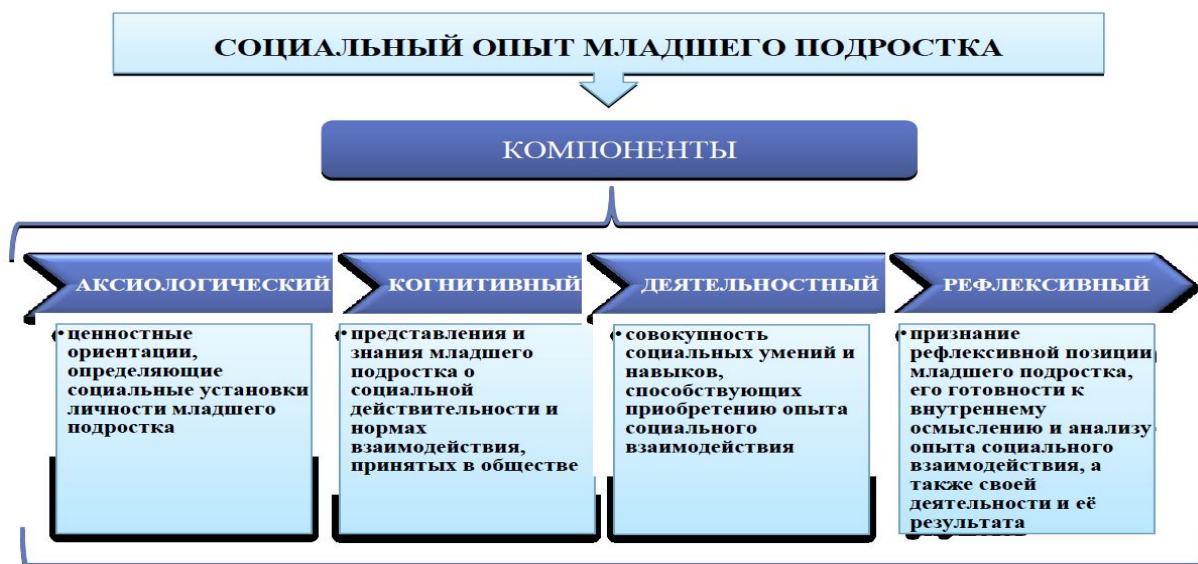 СОЦИАЛЬНЫЙ ОПЫТ МЛАДШЕГО ПОДРОСТКА
КОМПОНЕНТЫ
АКСИОЛОГИЧЕСКИЙ
•ценностные
ориентации,
определяющие
социальные установки
личности младшего
подростка
КОГНИТИВНЫЙ
•представления и
знания младшего
подростка о
социальной
действительности и
нормах
взаимодействия,
принятых в обществе
ДЕЯТЕЛЬНОСТНЫЙ
•совокупность
социальных умений и
навыков,
способствующих
приобретению опыта
социального
взаимодействия
РЕФЛЕКСИВНЫЙ
•признание
рефлексивной позиции
младшего подростка,
его готовности к
внутреннему
осмыслению и анализу
опыта социального
взаимодействия, а
также своей
деятельности и её
результата